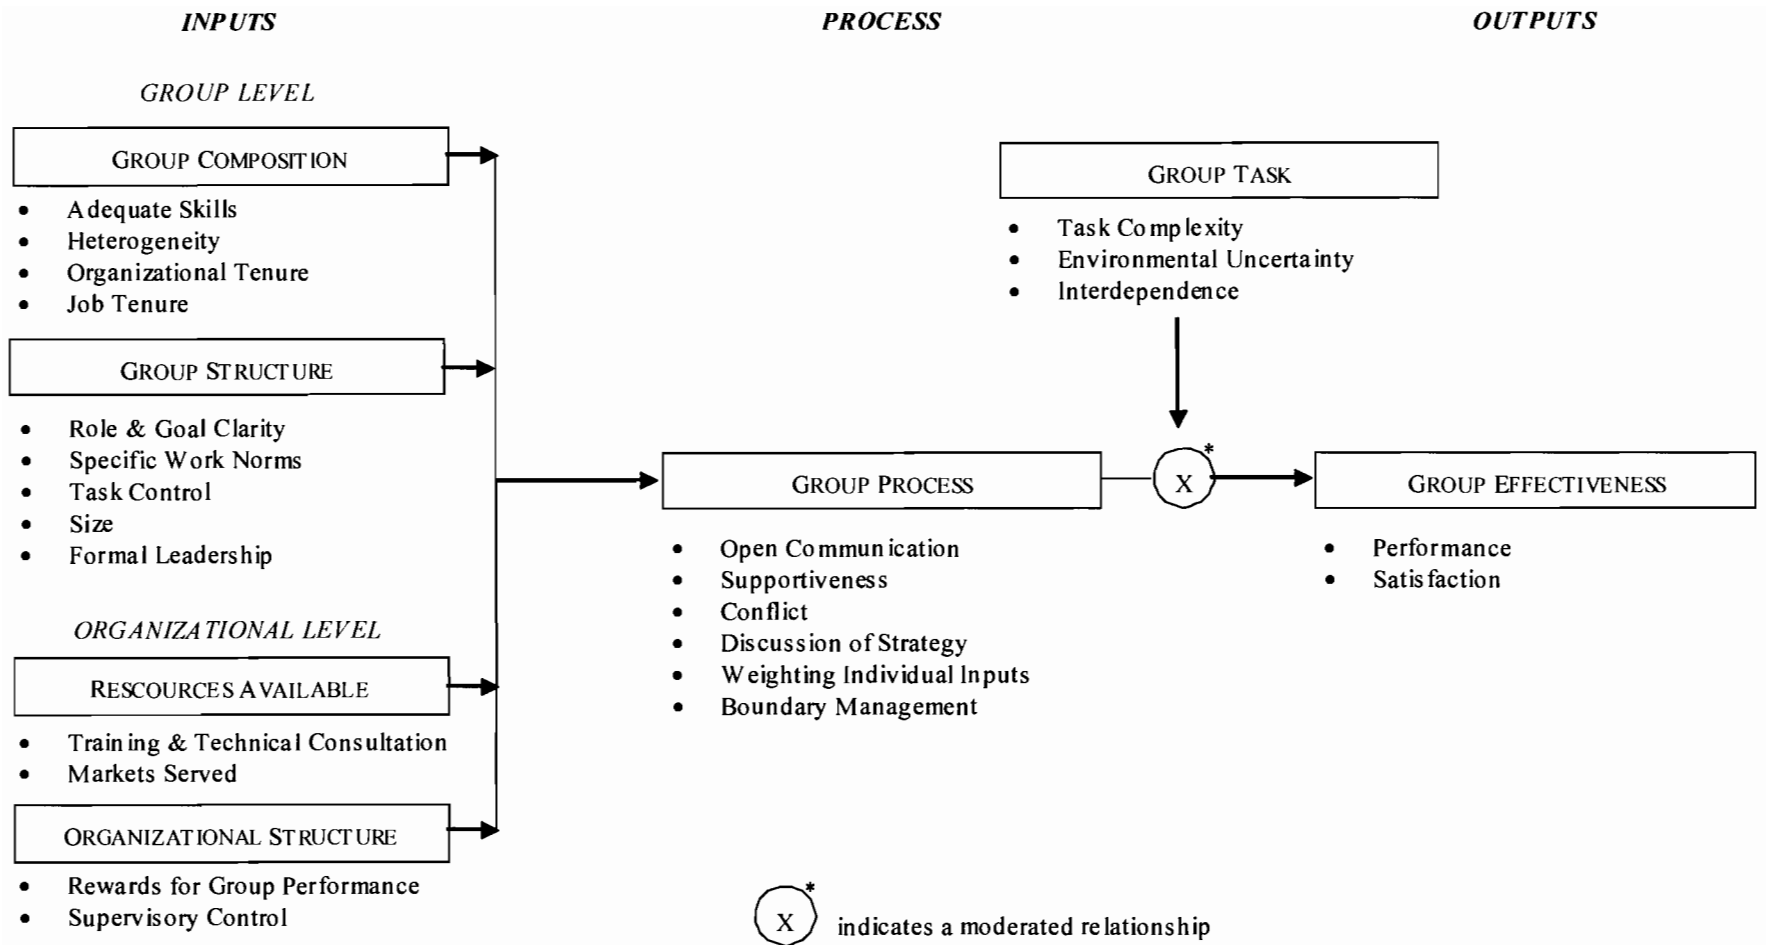 INPUTS
PROCESS
OUTPUTS
GROUP LEVEL
GROUP COMPOSITION
• Adequate Skills
• Heterogeneity
• Organizational Tenure
• Job Tenure
GROUP STRUCTURE
• Role & Goal Clarity
• Specific Work Norms
• Task Control
• Size
• Formal Leadership
ORGANIZATIONAL LEVEL
RESCOURCES AVAILABLE
• Training & Technical Consultation
• Markets Served
ORGANIZATIONAL STRUCTURE
• Rewards for Group Performance
• Supervisory Control
GROUP PROCESS
• Open Communication
• Supportiveness
• Conflict
• Discussion of Strategy
• Weighting Individual Inputs
• Boundary Management
GROUP TASK
• Task Complexity
• Environmental Uncertainty
• Interdependence
X*
GROUP EFFECTIVENESS
• Performance
• Satisfaction
X* indicates a moderated relationship